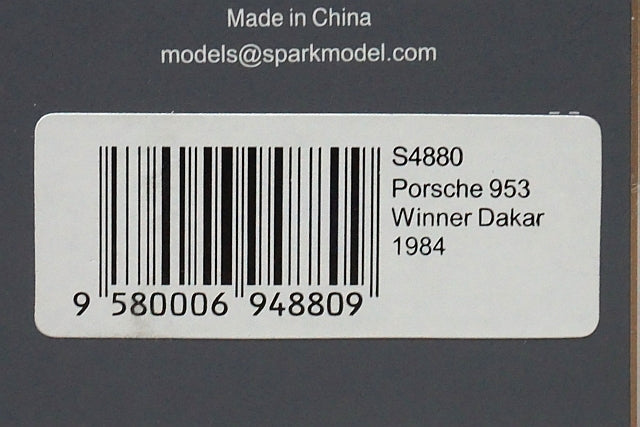 Made in China
models@sparkmodel.com
S4880
Porsche 953
Winner Dakar
1984
9 580006 948809